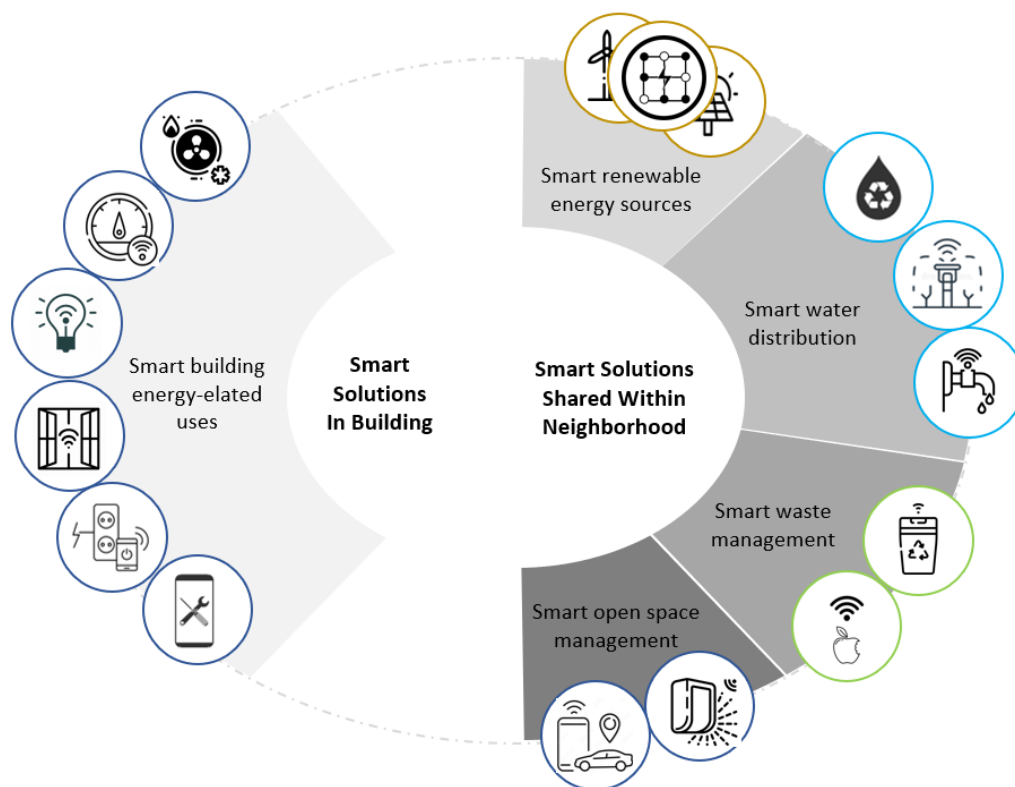 Smart building
energy-elated
uses
Smart
Solutions
In Building
Smart Solutions
Shared Within
Neighborhood
Smart renewable
energy sources
Smart water
distribution
Smart waste
management
Smart open space
management